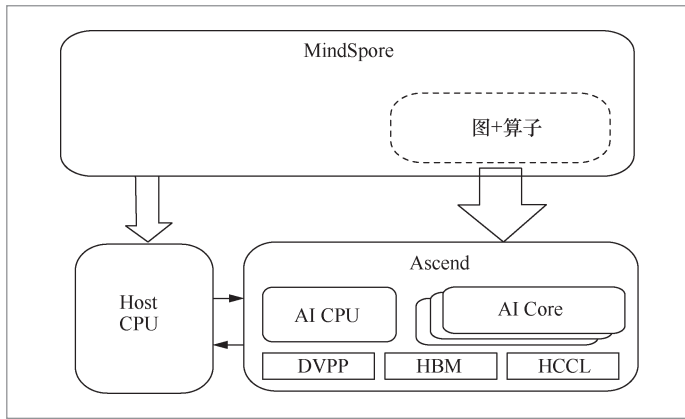 MindSpore
图+算子
Host
CPU
Ascend
AI CPU
AI Core
DVPP
HBM
HCCL